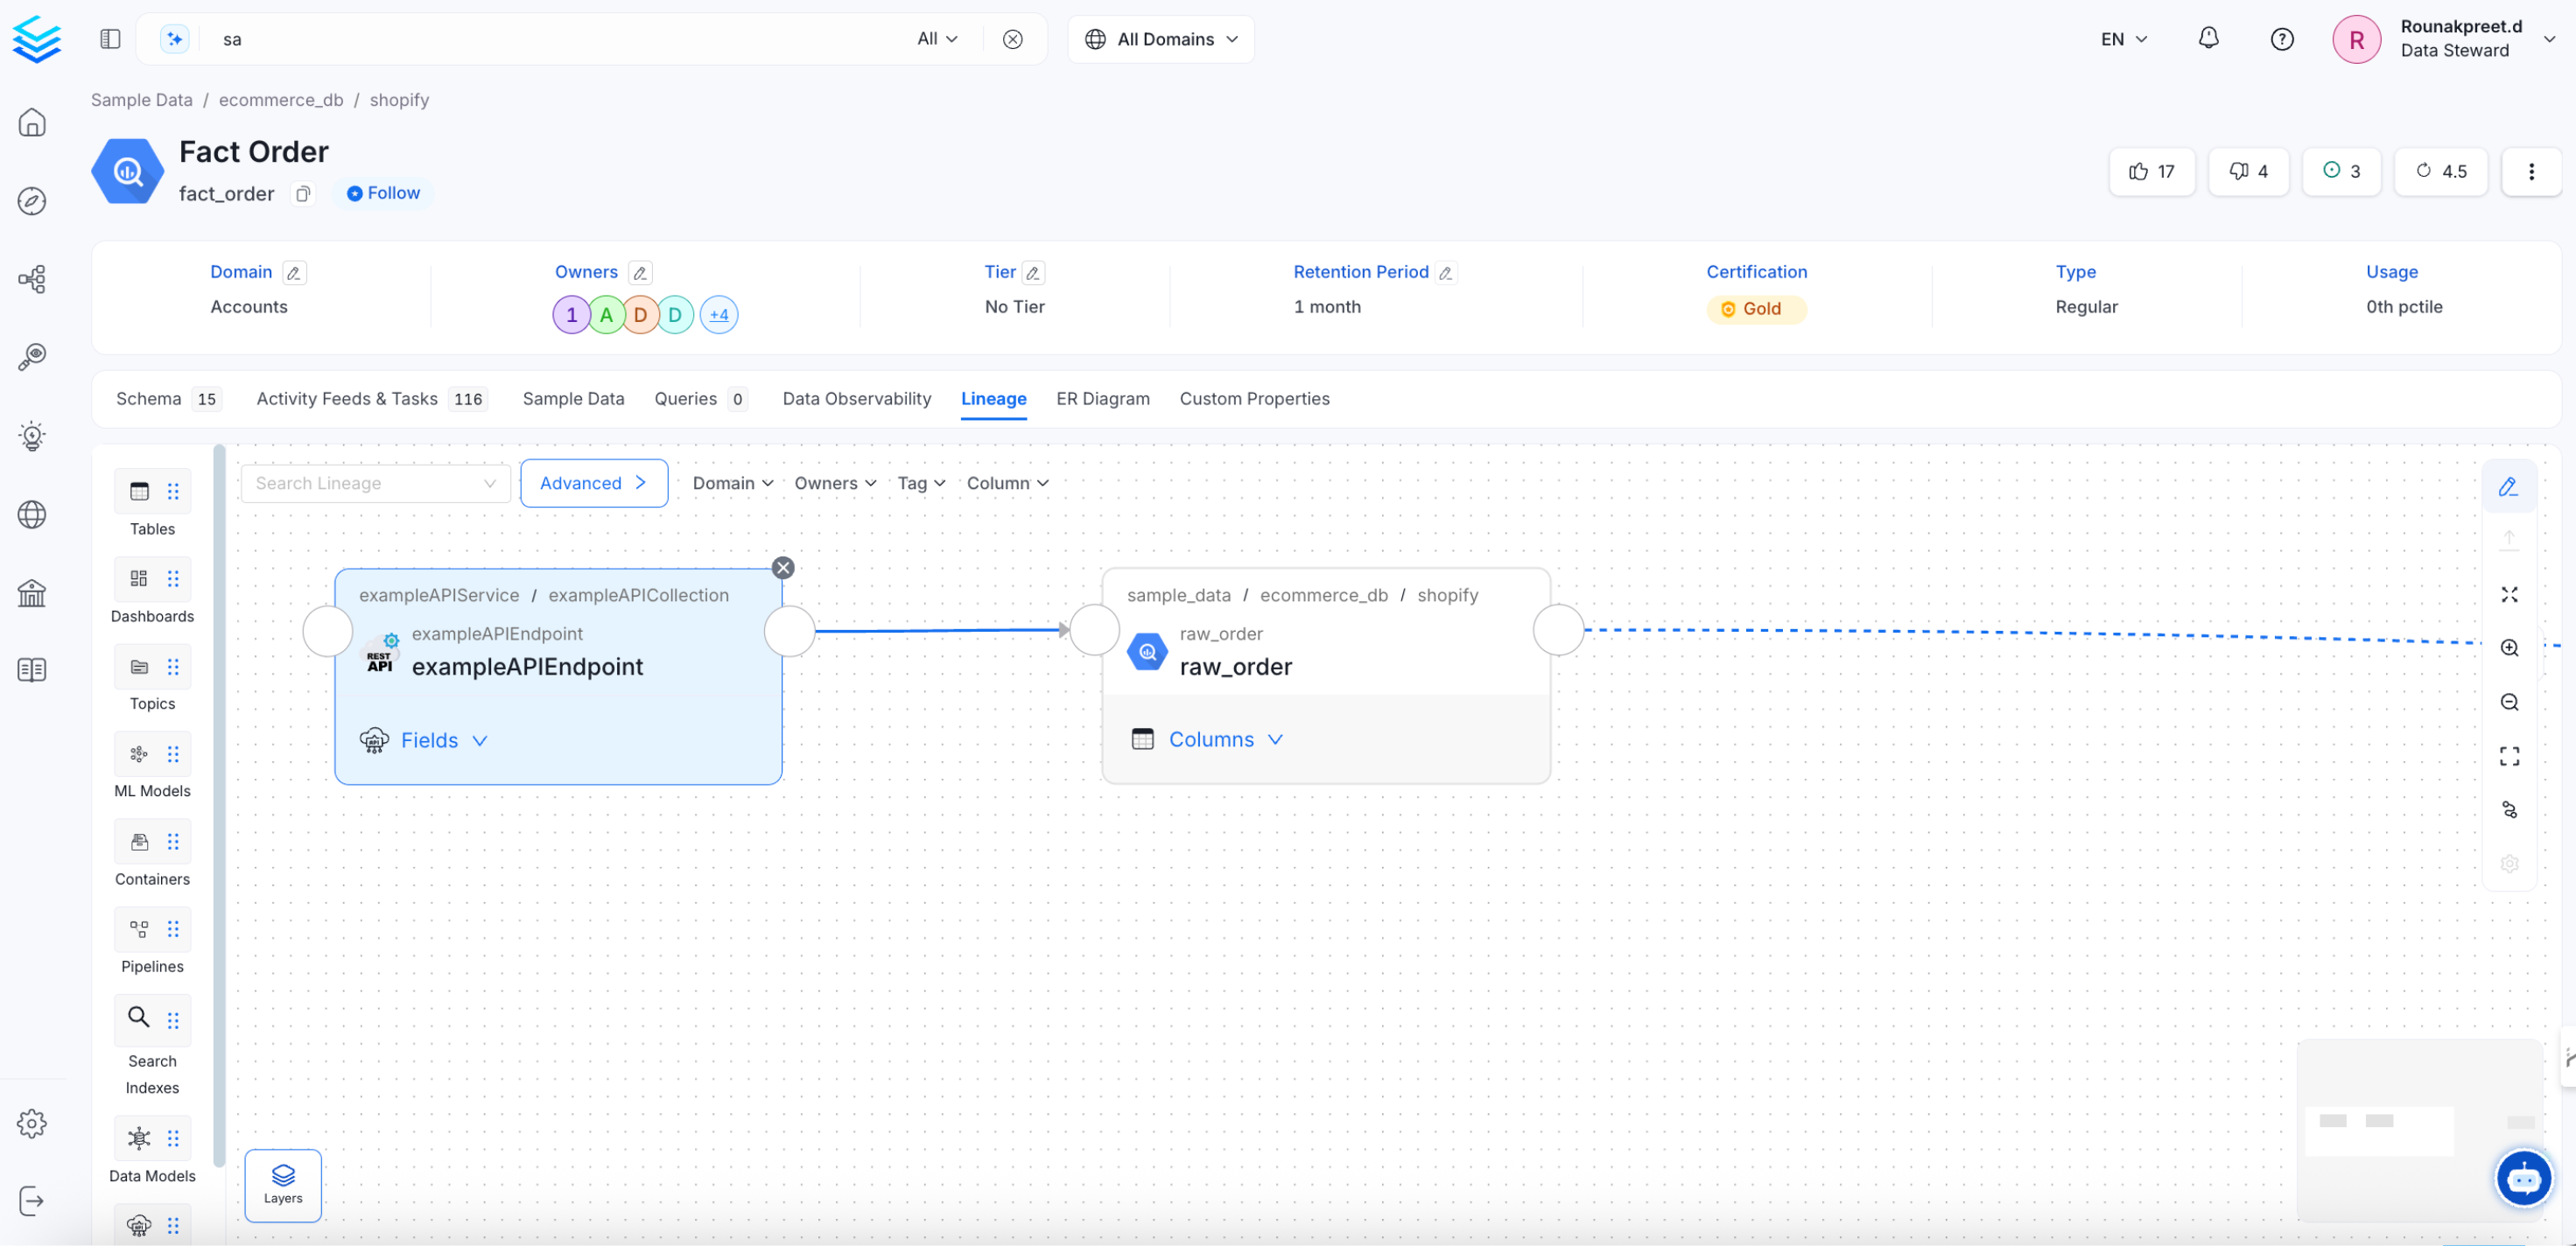 sa All All Domains EN R Rounakpreet.d
Data Steward
Sample Data / ecommerce_db / shopify
Fact Order
fact_order Follow
17 4 3 4.5
Domain Owners Tier Retention Period Certification Type Usage
Accounts 1 A D D +4 No Tier 1 month Gold Regular 0th pctile
Schema 15 Activity Feeds & Tasks 116 Sample Data Queries 0 Data Observability Lineage ER Diagram Custom Properties
Search Lineage Advanced Domain Owners Tag Column
Tables
Dashboards
Topics
ML Models
Containers
Pipelines
Search
Indexes
Data Models
exampleAPIService / exampleAPICollection
exampleAPIEndpoint
REST
API
exampleAPIEndpoint
Fields
sample_data / ecommerce_db / shopify
raw_order
raw_order
Columns
Layers